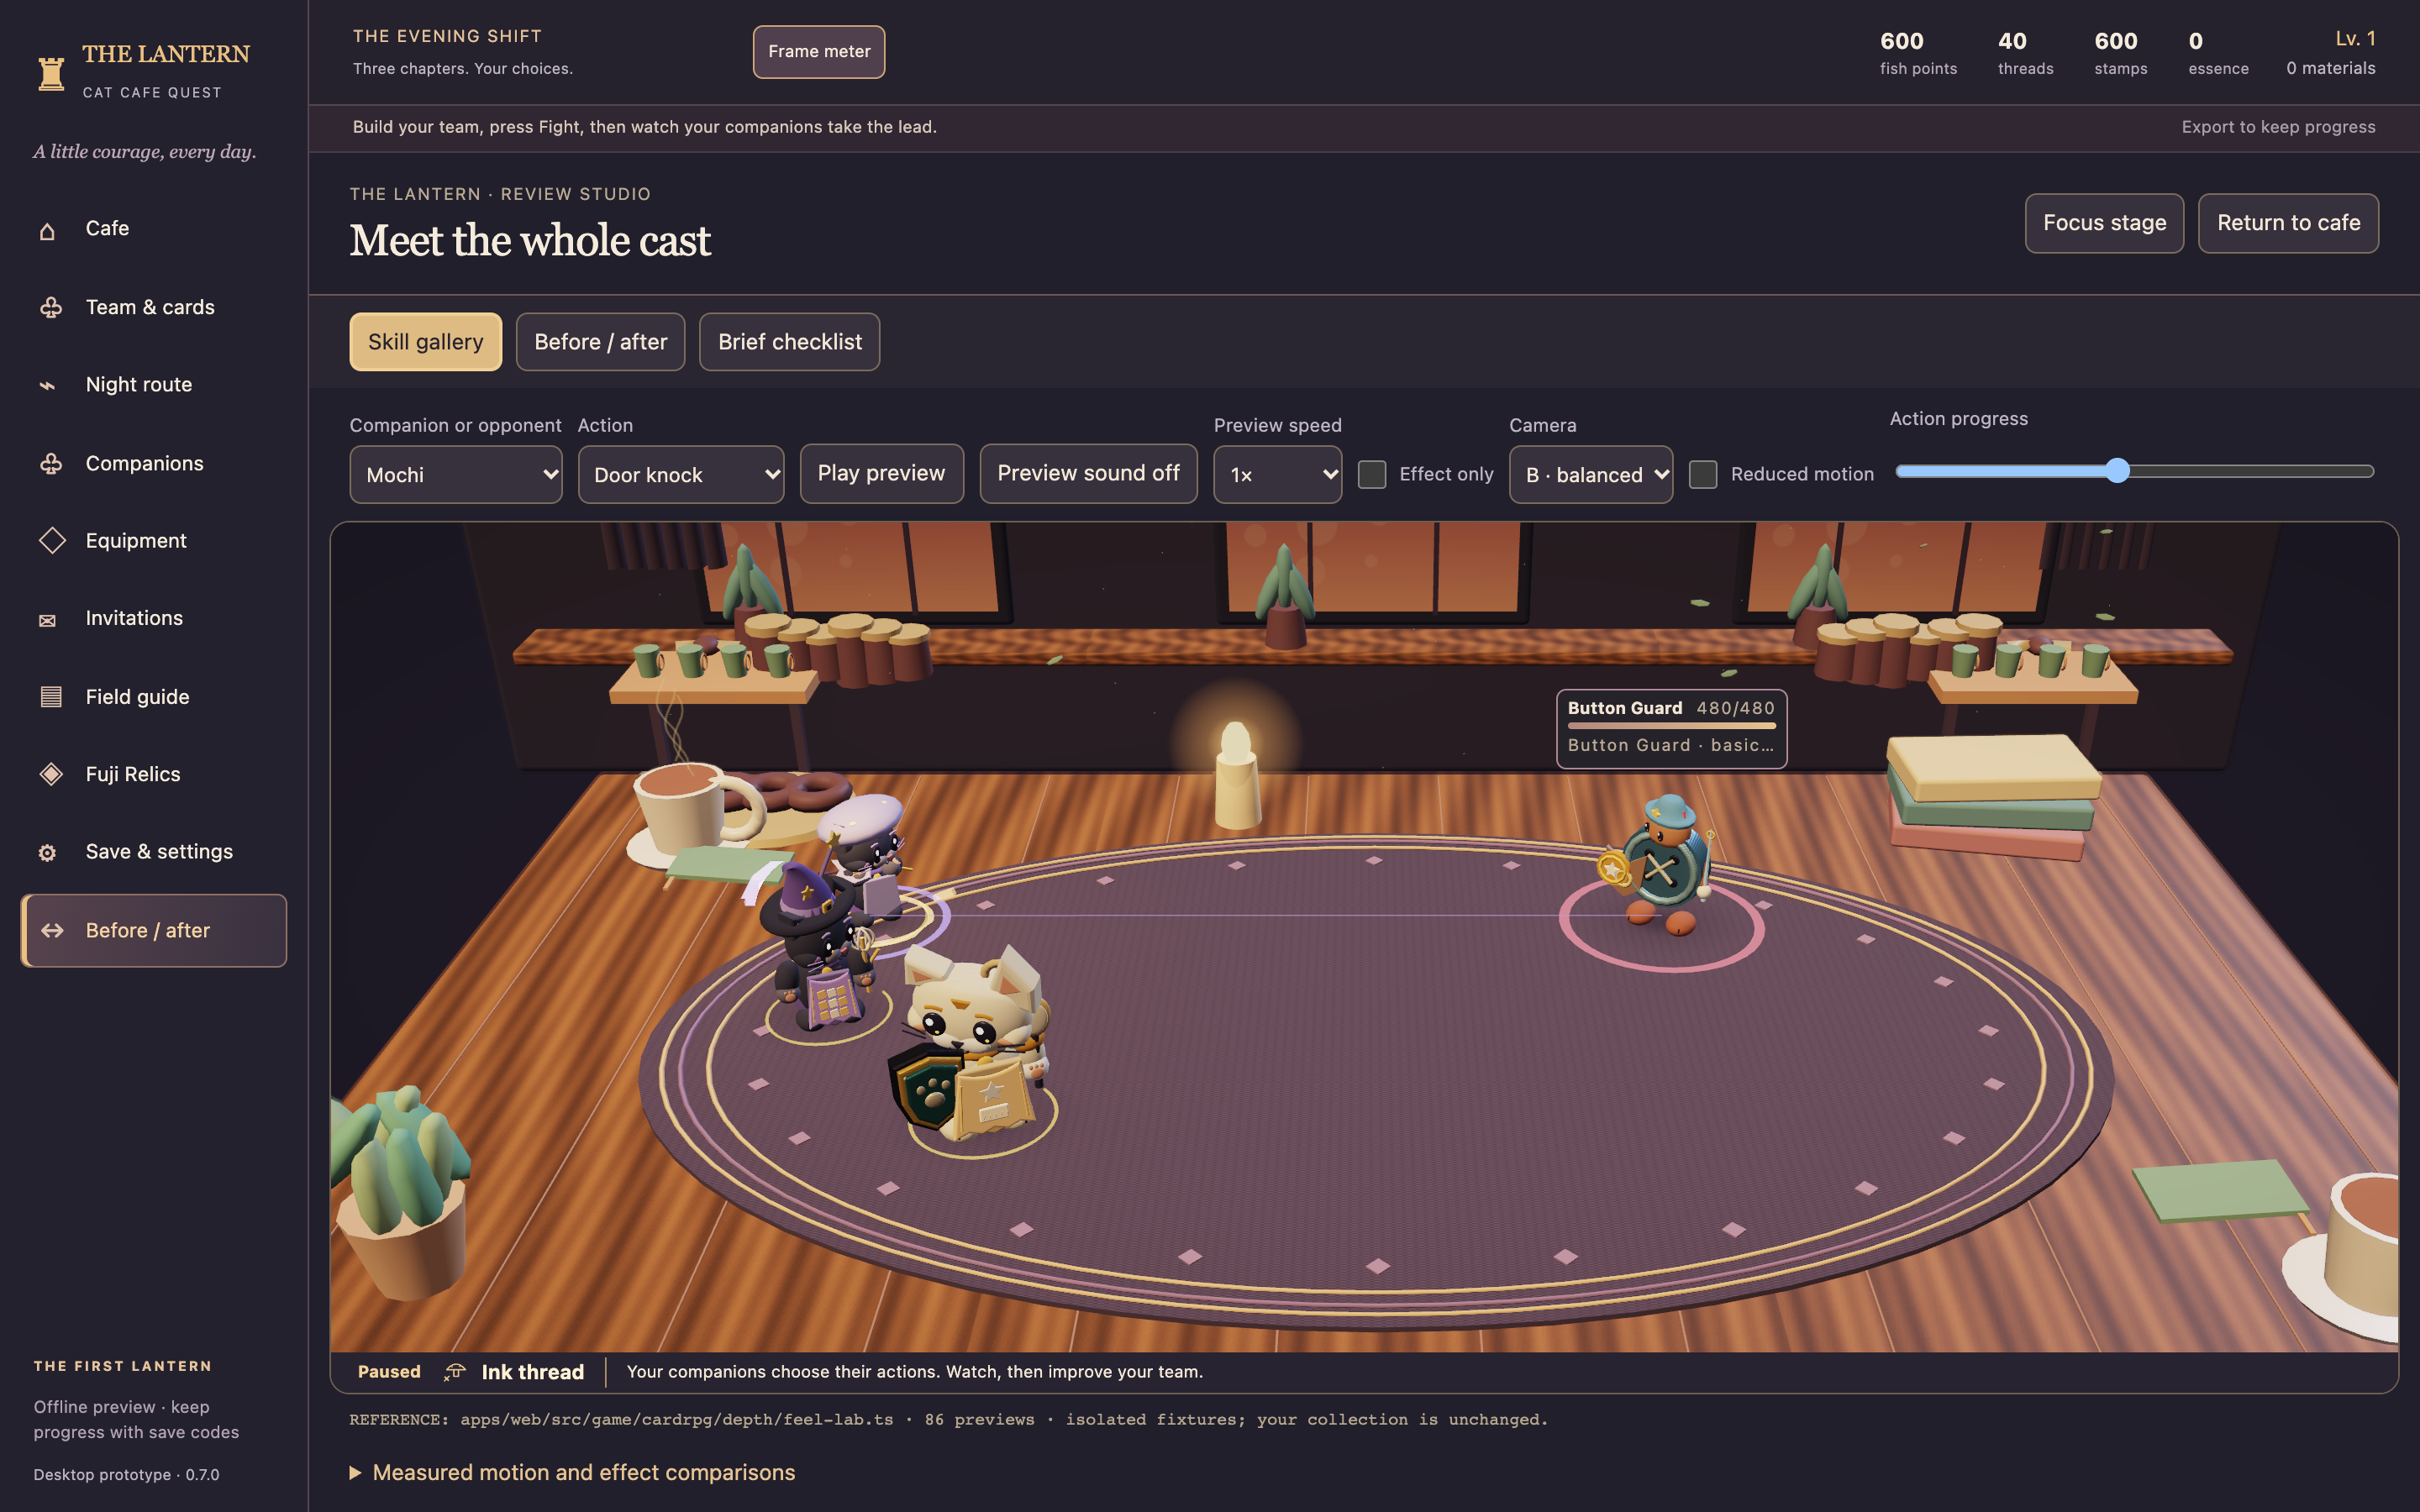 THE LANTERN
CAT CAFE QUEST
A little courage, every day.
Cafe
Team & cards
Night route
Companions
Equipment
Invitations
Field guide
Fuji Relics
Save & settings
Before / after
THE FIRST LANTERN
Offline preview · keep
progress with save codes
Desktop prototype · 0.7.0
THE EVENING SHIFT
Three chapters. Your choices.
Frame meter
600
fish points
40
threads
600
stamps
0
essence
Lv. 1
0 materials
Build your team, press Fight, then watch your companions take the lead.
Export to keep progress
THE LANTERN · REVIEW STUDIO
Meet the whole cast
Focus stage
Return to cafe
Skill gallery
Before / after
Brief checklist
Companion or opponent
Mochi
Action
Door knock
Play preview
Preview sound off
Preview speed
1x
Effect only
Camera
B · balanced
Reduced motion
Action progress
Button Guard 480/480
Button Guard · basic…
Paused
Ink thread
Your companions choose their actions. Watch, then improve your team.
REFERENCE: apps/web/src/game/cardrpg/depth/feel-lab.ts · 86 previews · isolated fixtures; your collection is unchanged.
Measured motion and effect comparisons